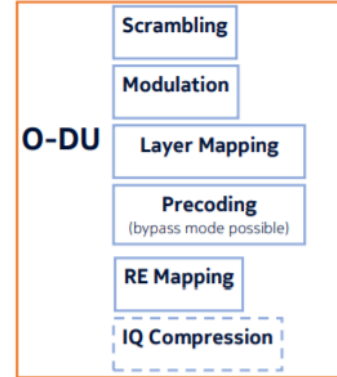 Scrambling
Modulation
O-DU
Layer Mapping
Precoding
(bypass mode possible)
RE Mapping
IQ Compression